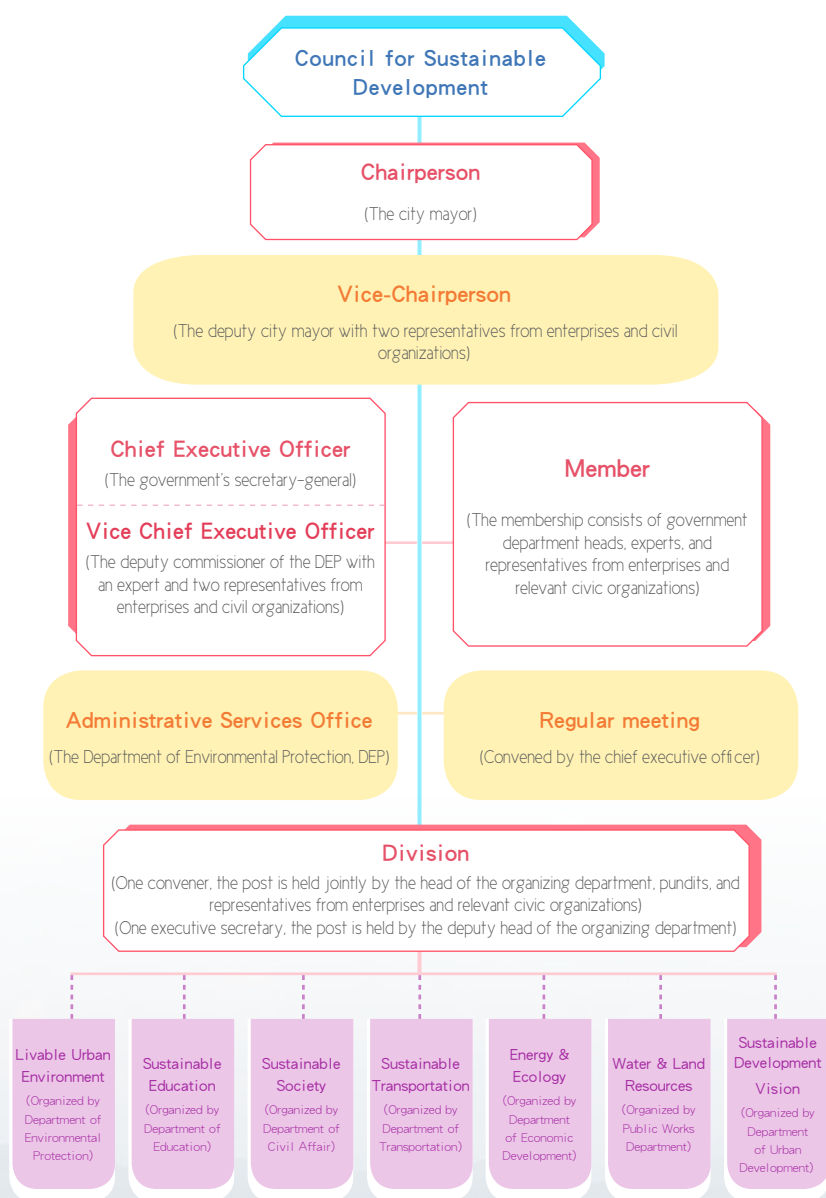 Council for Sustainable
Development
Chairperson
(The city mayor)
Vice-Chairperson
(The deputy city mayor with two representatives from enterprises and civil
organizations)
Chief Executive Officer
(The government's secretary-general)
Vice Chief Executive Officer
(The deputy commissioner of the DEP with
an expert and two representatives from
enterprises and civil organizations)
Member
(The membership consists of government
department heads, experts, and
representatives from enterprises and
relevant civic organizations)
Administrative Services Office
(The Department of Environmental Protection, DEP)
Regular meeting
(Convened by the chief executive officer)
Division
(One convener, the post is held jointly by the head of the organizing department, pundits, and
representatives from enterprises and relevant civic organizations)
(One executive secretary, the post is held by the deputy head of the organizing department)
Livable Urban
Environment
(Organized by
Department of
Environmental
Protection)
Sustainable
Education
(Organized by
Department of
Education)
Sustainable
Society
(Organized by
Department of
Civil Affair)
Sustainable
Transportation
(Organized by
Department of
Transportation)
Energy &
Ecology
(Organized by
Department
of Economic
Development)
Water & Land
Resources
(Organized by
Public Works
Department)
Sustainable
Development
Vision
(Organized by
Department
of Urban
Development)